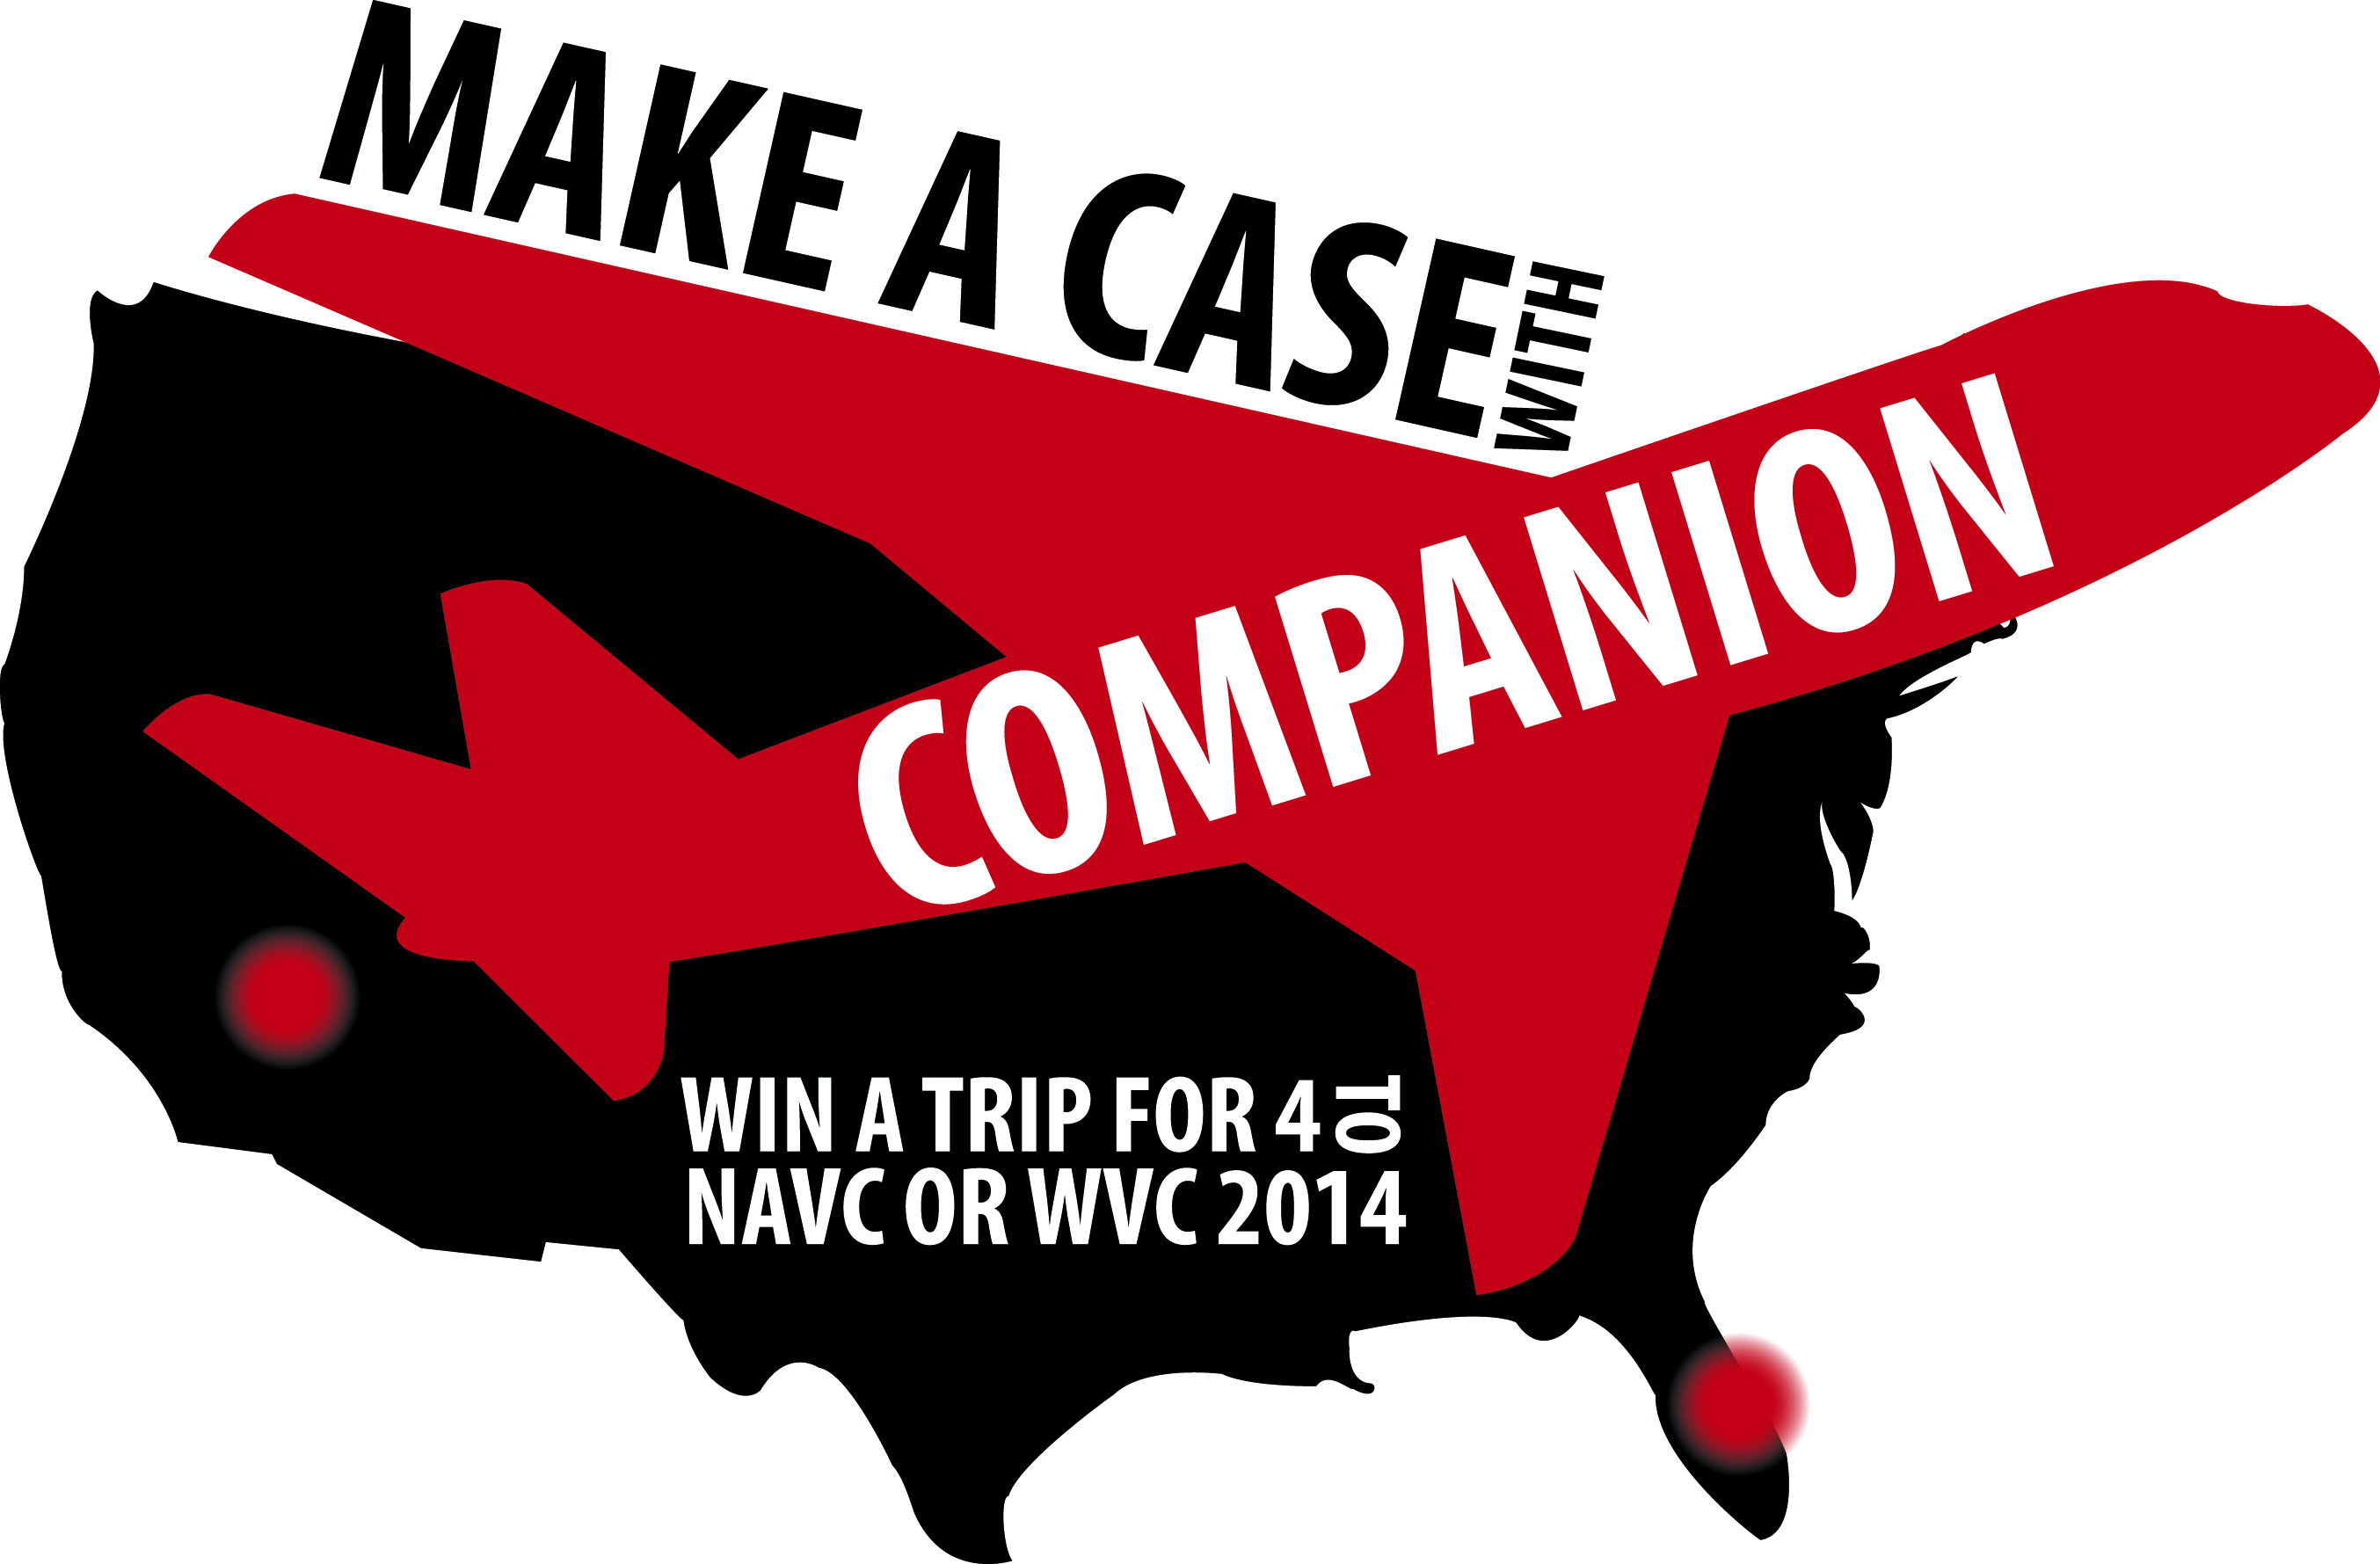 MAKE A CASE WITH
COMPANION
WIN A TRIP FOR 4 TO
NAVC OR WVC 2014